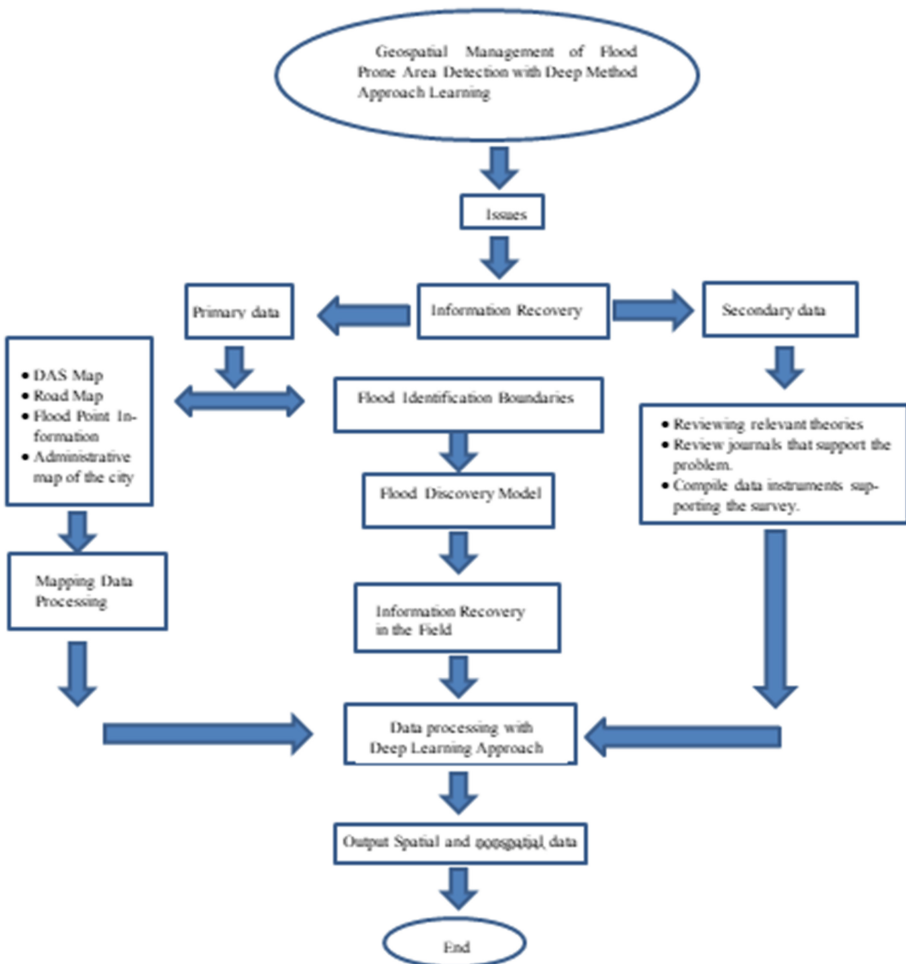 Geospatial Management of Flood
Prone Area Detection with Deep Method
Approach Learning
Issues
Primary data
Information Recovery
Secondary data
• DAS Map
• Road Map
• Flood Point In-
formation
• Administrative
map of the city
Flood Identification Boundaries
• Reviewing relevant theories
• Review journals that support the
problem.
• Compile data instruments sup-
porting the survey.
Flood Discovery Model
Mapping Data
Processing
Information Recovery
in the Field
Data processing with
Deep Learning Approach
Output Spatial and nonspatial data
End